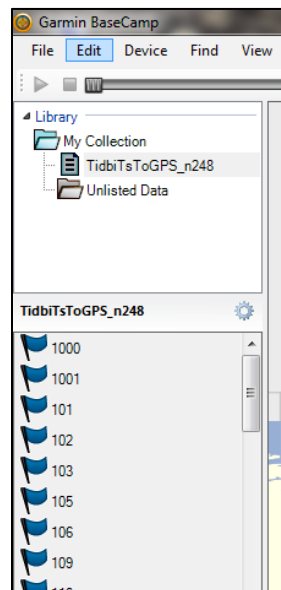 Garmin BaseCamp
File Edit Device Find View
Library
My Collection
TidbiTsToGPS_n248
Unlisted Data
TidbiTsToGPS_n248
1000
1001
101
102
103
105
106
109